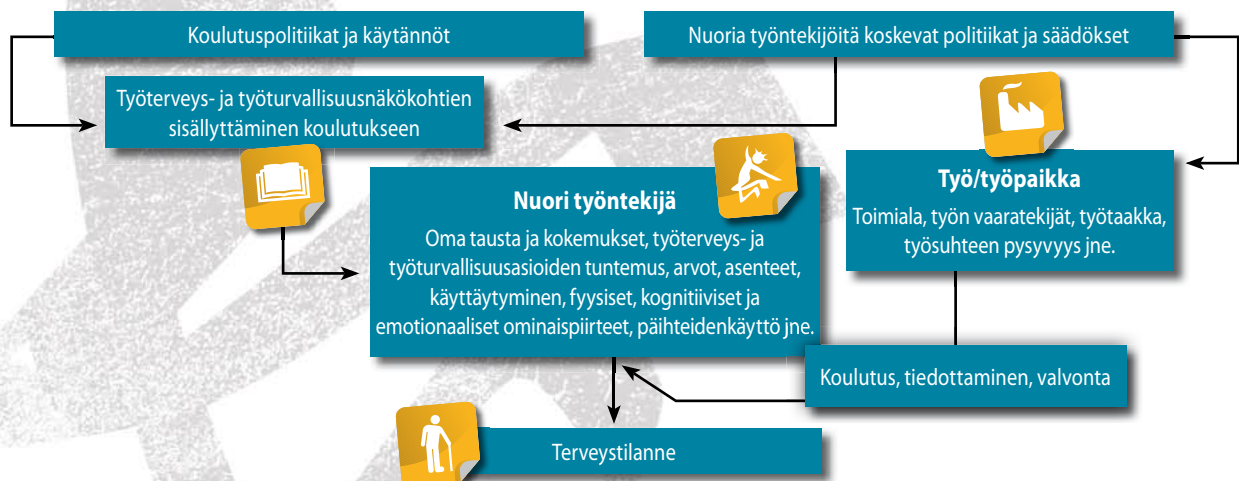 Koulutuspolitiikat ja käytännöt
Nuoria työntekijöitä koskevat politiikat ja säädökset
Työterveys- ja työturvallisuusnäkökohtien
sisällyttäminen koulutukseen
Nuori työntekijä
Oma tausta ja kokemukset, työterveys- ja
työturvallisuusasioiden tuntemus, arvot, asenteet,
käyttäytyminen, fyysiset, kognitiiviset ja
emotionaaliset ominaispiirteet, päihteidenkäyttö jne.
Työ/työpaikka
Toimiala, työn vaaratekijät, työtaakka,
työsuhteen pysyvyys jne.
Koulutus, tiedottaminen, valvonta
Terveystilanne